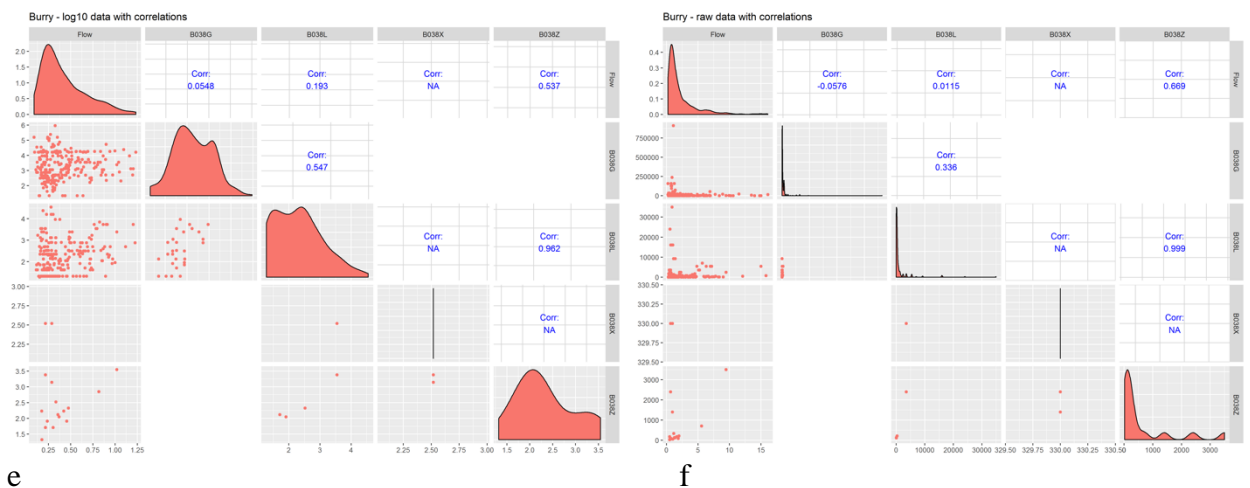 Burry - log10 data with correlations
Flow B038G B038L B038X B038Z
2.0
1.5
1.0
0.5
0.0
Corr:
0.0548
Corr:
0.193
Corr:
NA
Corr:
0.537
Flow
6
5
4
3
2
Corr:
0.547
B038G
4
3
2
Corr:
NA
Corr:
0.962
B038L
3.00
2.75
2.50
2.25
Corr:
NA
B038X
3.5
3.0
2.5
2.0
1.5
B038Z
0.25 0.50 0.75 1.00 1.25
2 3 4
2.00 2.25 2.50 2.75 3.00
1.5 2.0 2.5 3.0 3.5
e
Burry - raw data with correlations
Flow B038G B038L B038X B038Z
0.4
0.3
0.2
0.1
0.0
Corr:
-0.0576
Corr:
0.0115
Corr:
NA
Corr:
0.669
Flow
750000
500000
250000
0
Corr:
0.336
B038G
30000
20000
10000
0
Corr:
NA
Corr:
0.999
B038L
330.50
330.25
330.00
329.75
329.50
Corr:
NA
B038X
3000
2000
1000
0
B038Z
0 5 10 15
0 10000 20000 30000
329.50 329.75 330.00 330.25 330.50
0 1000 2000 3000
f